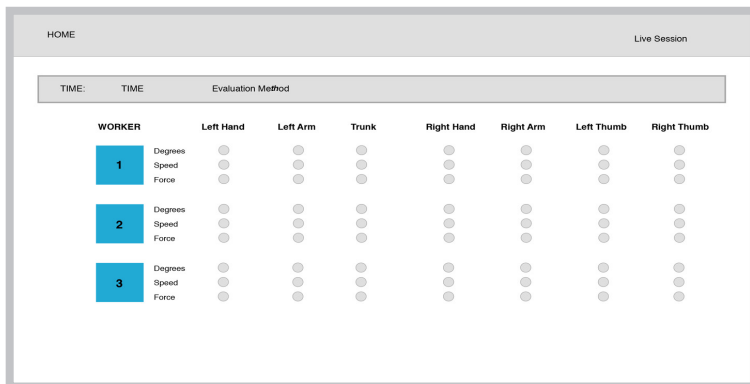 HOME
Live Session
TIME: TIME Evaluation Method
WORKER Left Hand Left Arm Trunk Right Hand Right Arm Left Thumb Right Thumb
1
Degrees
Speed
Force
2
Degrees
Speed
Force
3
Degrees
Speed
Force